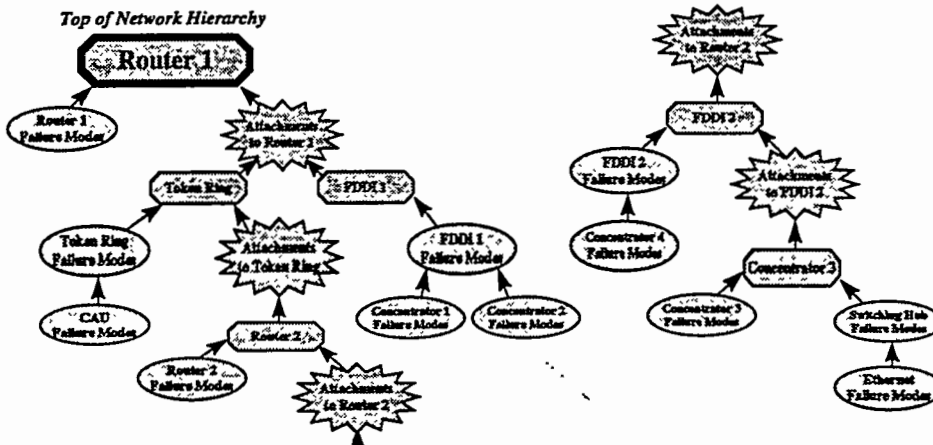 Top of Network Hierarchy
Router 1
Router 1
Failure Modes
Attachments
to Router 1
Token Ring
FDDI 1
Token Ring
Failure Modes
Attachments
to Token Ring
FDDI 1
Failure Modes
CAU
Failure Modes
Concentrator 1
Failure Modes
Concentrator 2
Failure Modes
Router 2
Router 2
Failure Modes
Attachments
to Router 2
Attachments
to Router 2
FDDI 2
FDDI 2
Failure Modes
Attachments
to FDDI 2
Concentrator 4
Failure Modes
Concentrator 3
Concentrator 3
Failure Modes
Switching Hub
Failure Modes
Ethernet
Failure Modes